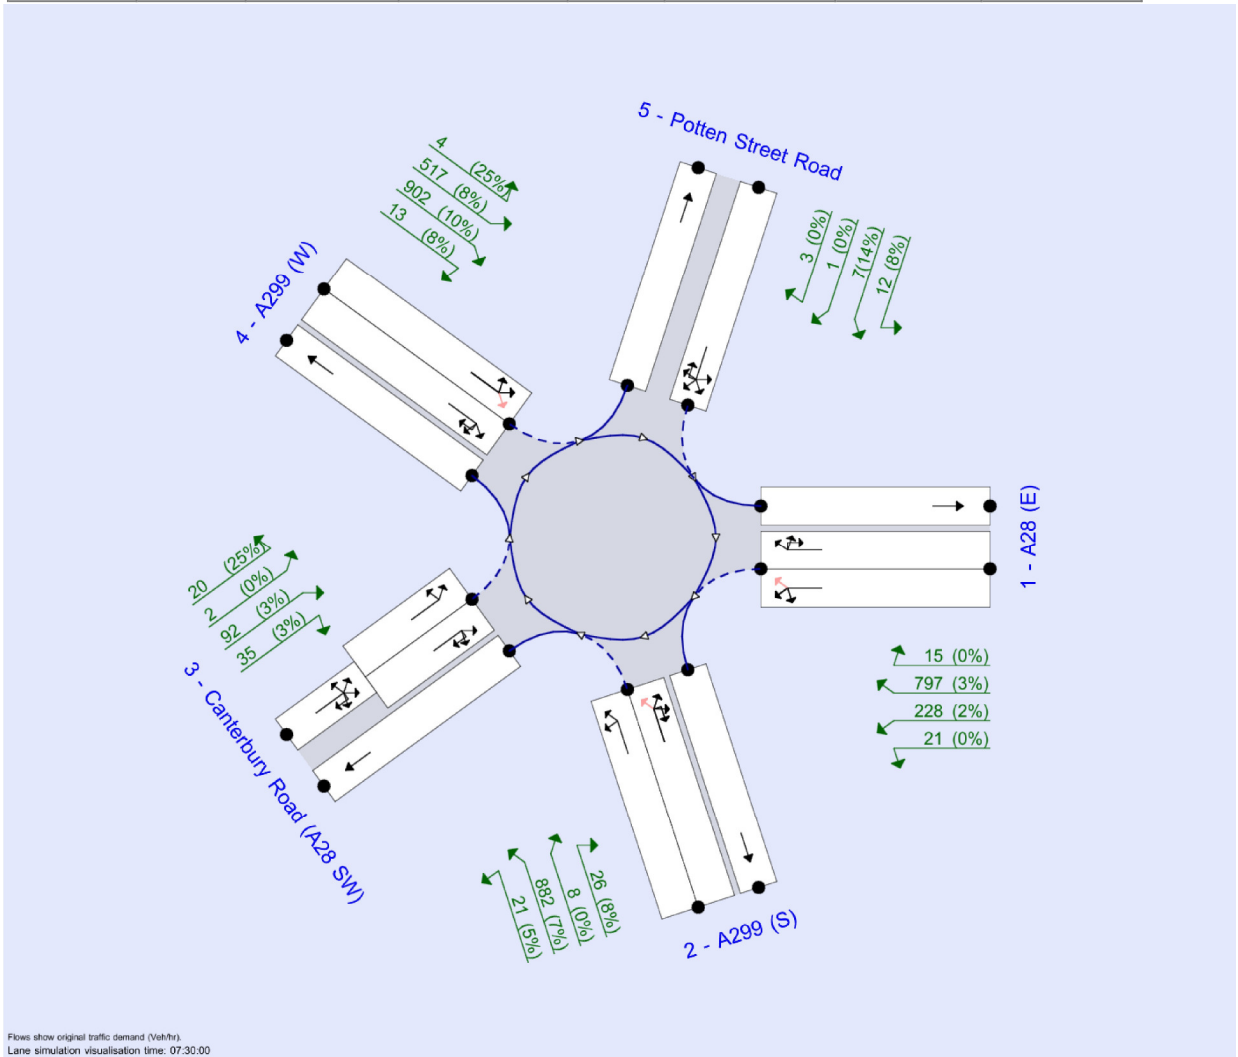 5 - Potten Street Road
4 (25%)
517 (8%)
902 (10%)
13 (8%)
3 (0%)
1 (0%)
7(14%)
12 (8%)
4 - A299 (W)
1 - A28 (E)
20 (25%)
2 (0%)
92 (3%)
35 (3%)
3 - Canterbury Road (A28 SW)
15 (0%)
797 (3%)
228 (2%)
21 (0%)
21 (5%)
882 (7%)
8 (0%)
26 (8%)
2 - A299 (S)
Flows show original traffic demand (Veh/hr).
Lane simulation visualisation time: 07:30:00